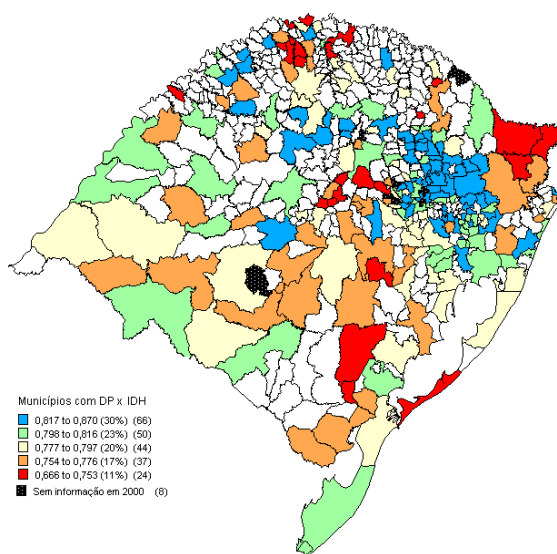 Municípios com DP x IDH
0,817 to 0,870 (30%) (66)
0,798 to 0,816 (23%) (50)
0,777 to 0,797 (20%) (44)
0,754 to 0,776 (17%) (37)
0,666 to 0,753 (11%) (24)
Sem informação em 2000 (8)